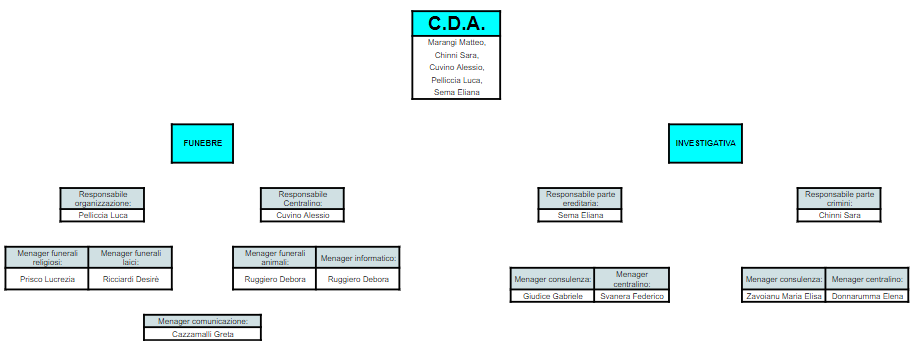 C.D.A.
Marangi Matteo,
Chinni Sara,
Cuvino Alessio,
Pelliccia Luca,
Sema Eliana
FUNEBRE
INVESTIGATIVA
Responsabile
organizzazione:
Pelliccia Luca
Responsabile
Centralino:
Cuvino Alessio
Responsabile parte
ereditaria:
Sema Eliana
Responsabile parte
crimini:
Chinni Sara
Menager funerali
religiosi:
Prisco Lucrezia
Menager funerali
laici:
Ricciardi Desirè
Menager funerali
animali:
Ruggiero Debora
Menager informatico:
Ruggiero Debora
Menager consulenza:
Giudice Gabriele
Menager
centralino:
Svanera Federico
Menager consulenza:
Zavoianu Maria Elisa
Menager centralino:
Donnarumma Elena
Menager comunicazione:
Cazzamalli Greta